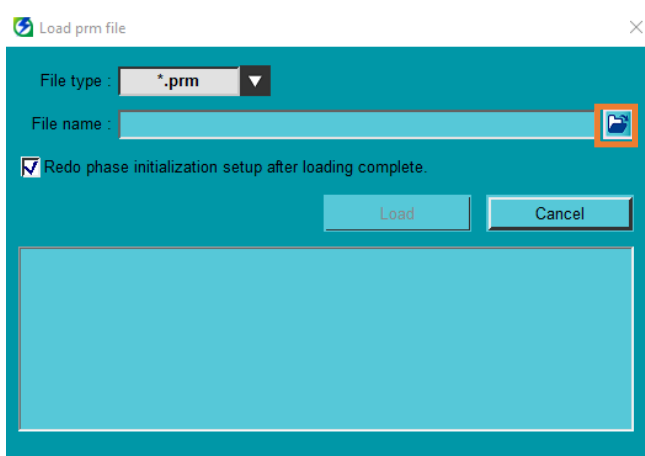 Load prm file
File type : *.prm
File name :
Redo phase initialization setup after loading complete.
Load Cancel